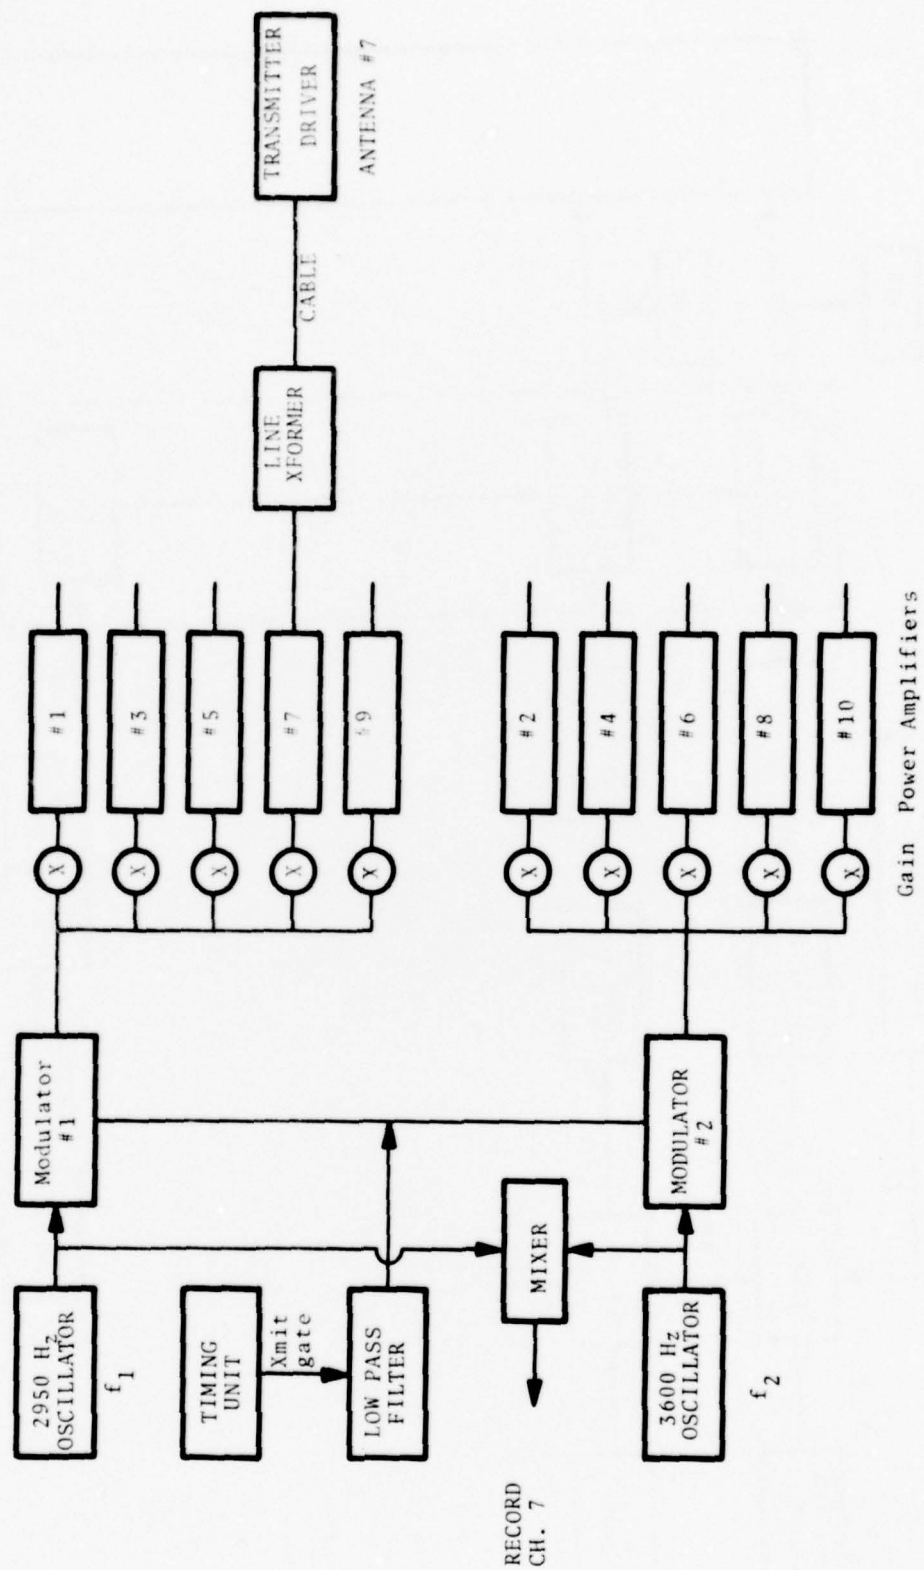 2950 Hz
OSCILLATOR
f1
Modulator
#1
TIMING
UNIT
Xmit
gate
LOW PASS
FILTER
MIXER
RECORD
CH. 7
3600 Hz
OSCILLATOR
f2
MODULATOR
#2
X
X
X
X
X
#1
#3
#5
#7
#9
X
X
X
X
X
#2
#4
#6
#8
#10
Gain Power Amplifiers
LINE
XFORMER
CABLE
TRANSMITTER
DRIVER
ANTENNA #7